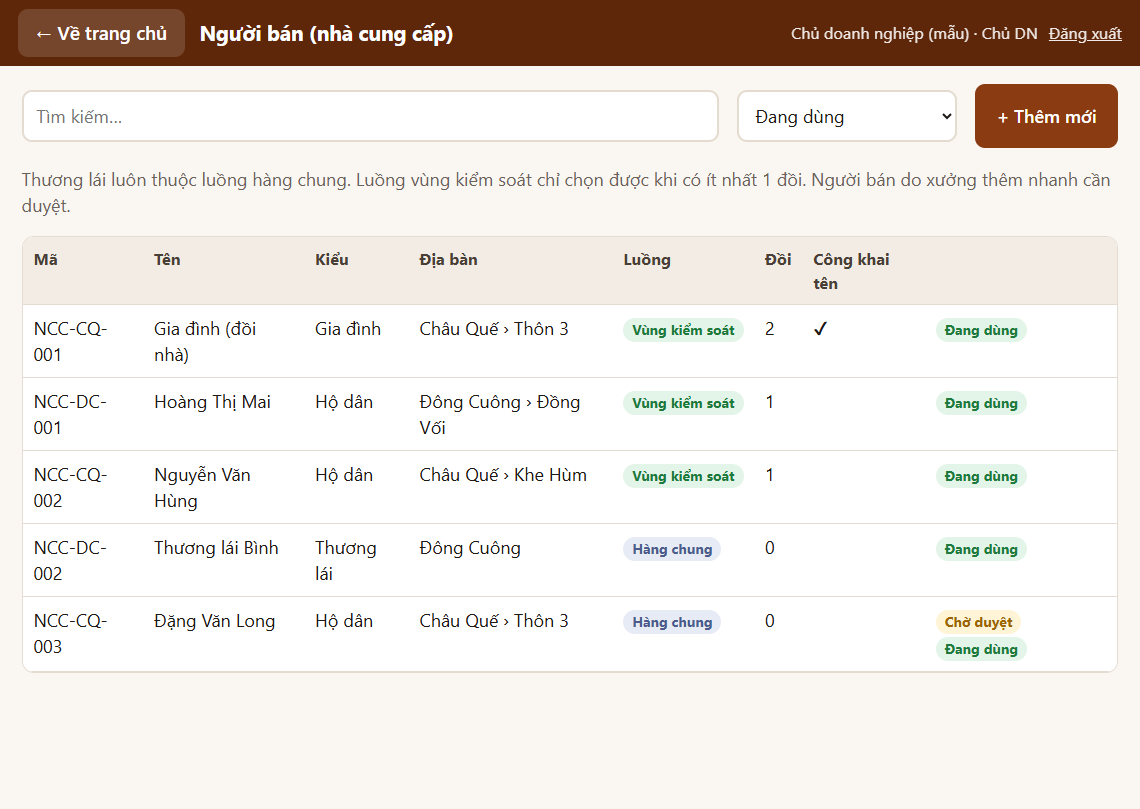 ← Về trang chủ
Người bán (nhà cung cấp)
Chủ doanh nghiệp (mẫu) · Chủ DN Đăng xuất
Tìm kiếm...
Đang dùng
+ Thêm mới
Thương lái luôn thuộc luồng hàng chung. Luồng vùng kiểm soát chỉ chọn được khi có ít nhất 1 đồi. Người bán do xưởng thêm nhanh cần
duyệt.
Mã Tên Kiểu Địa bàn Luồng Đồi Công khai
tên
NCC-CQ- Gia đình (đồi Gia đình Châu Quế › Thôn 3 Vùng kiểm soát 2 ✓ Đang dùng
001 nhà)
NCC-DC- Hoàng Thị Mai Hộ dân Đông Cuông › Đồng Vùng kiểm soát 1 Đang dùng
001 Vối
NCC-CQ- Nguyễn Văn Hộ dân Châu Quế › Khe Hùm Vùng kiểm soát 1 Đang dùng
002 Hùng
NCC-DC- Thương lái Bình Thương Đông Cuông Hàng chung 0 Đang dùng
002 lái
NCC-CQ- Đặng Văn Long Hộ dân Châu Quế › Thôn 3 Hàng chung 0 Chờ duyệt
003 Đang dùng